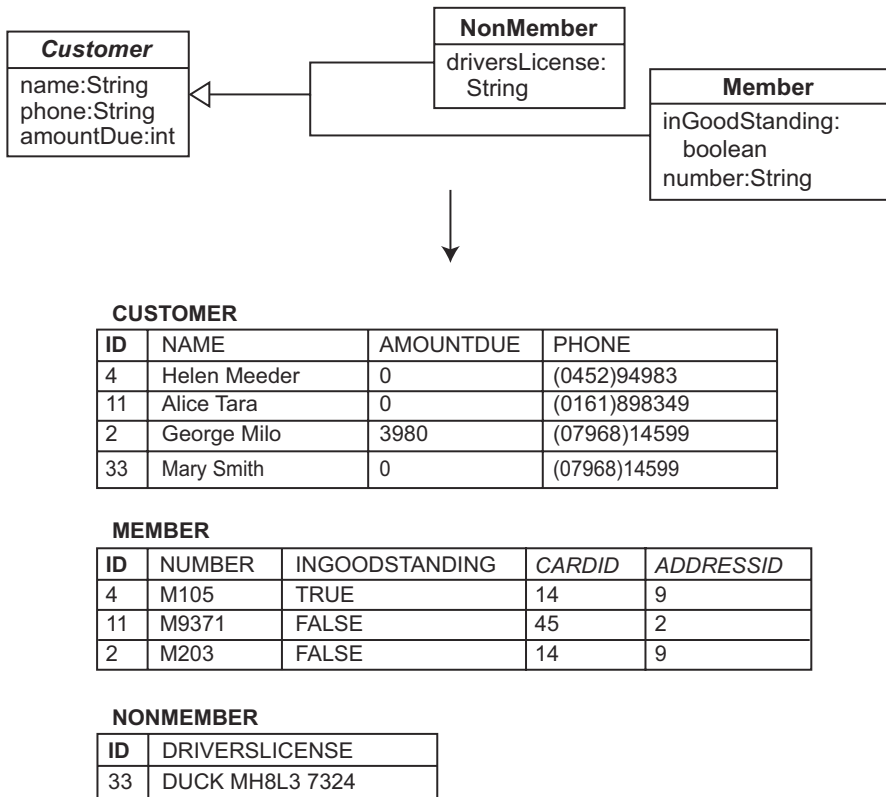 Customer
name:String
phone:String
amountDue:int
NonMember
driversLicense:
String
Member
inGoodStanding:
boolean
number:String
CUSTOMER
ID NAME AMOUNTDUE PHONE
4 Helen Meeder 0 (0452)94983
11 Alice Tara 0 (0161)898349
2 George Milo 3980 (07968)14599
33 Mary Smith 0 (07968)14599
MEMBER
ID NUMBER INGOODSTANDING CARDID ADDRESSID
4 M105 TRUE 14 9
11 M9371 FALSE 45 2
2 M203 FALSE 14 9
NONMEMBER
ID DRIVERSLICENSE
33 DUCK MH8L3 7324